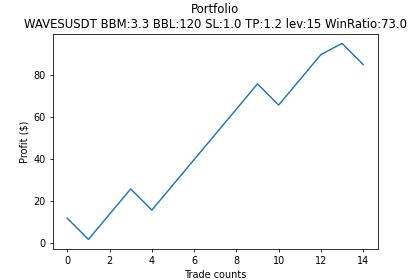 Portfolio
WAVESUSDT BBM:3.3 BBL:120 SL:1.0 TP:1.2 lev:15 WinRatio:73.0
80
60
40
20
0
Profit ($)
0 2 4 6 8 10 12 14
Trade counts